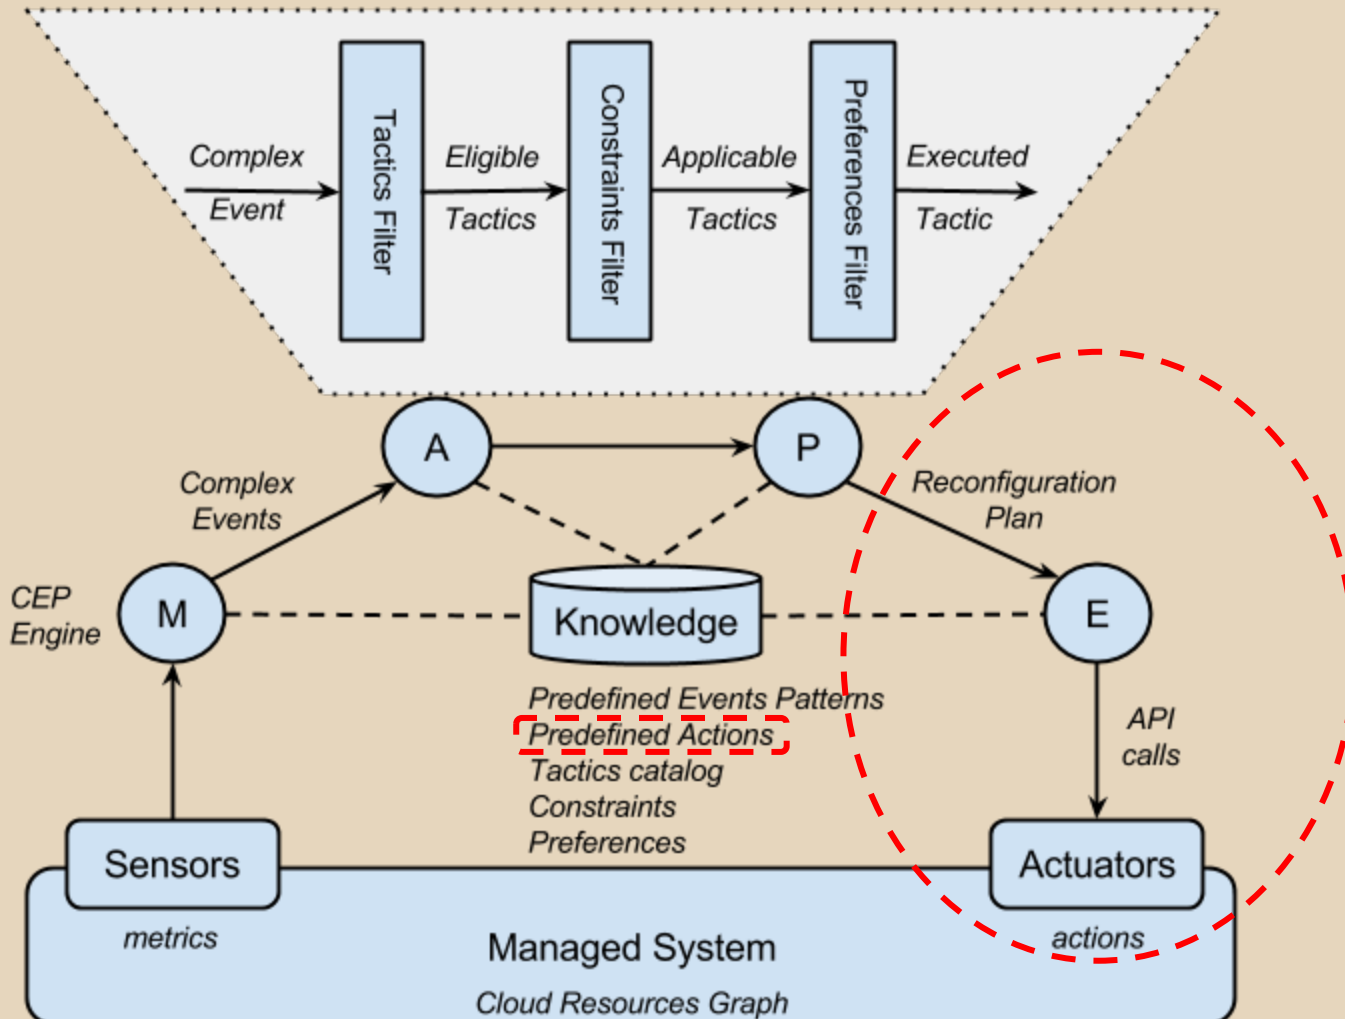 Complex
Event
Tactics Filter
Eligible
Tactics
Constraints Filter
Applicable
Tactics
Preferences Filter
Executed
Tactic
A
P
Complex
Events
Reconfiguration
Plan
CEP
Engine
M
Knowledge
E
Predefined Events Patterns
Predefined Actions
Tactics catalog
Constraints
Preferences
API
calls
Sensors
Actuators
metrics
actions
Managed System
Cloud Resources Graph